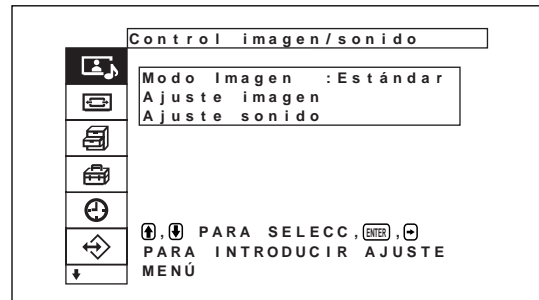 Control imagen/sonido
Modo Imagen :Estándar
Ajuste imagen
Ajuste sonido
↑,↓ PARA SELECC, ENTER ,→
PARA INTRODUCIR AJUSTE
MENÚ